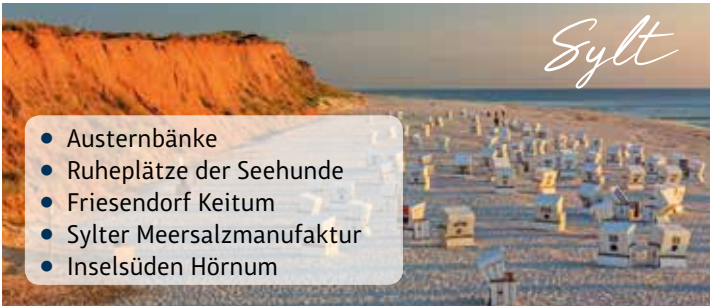 Sylt
• Austernbänke
• Ruheplätze der Seehunde
• Friesendorf Keitum
• Sylter Meersalzmanufaktur
• Inselsüden Hörnum